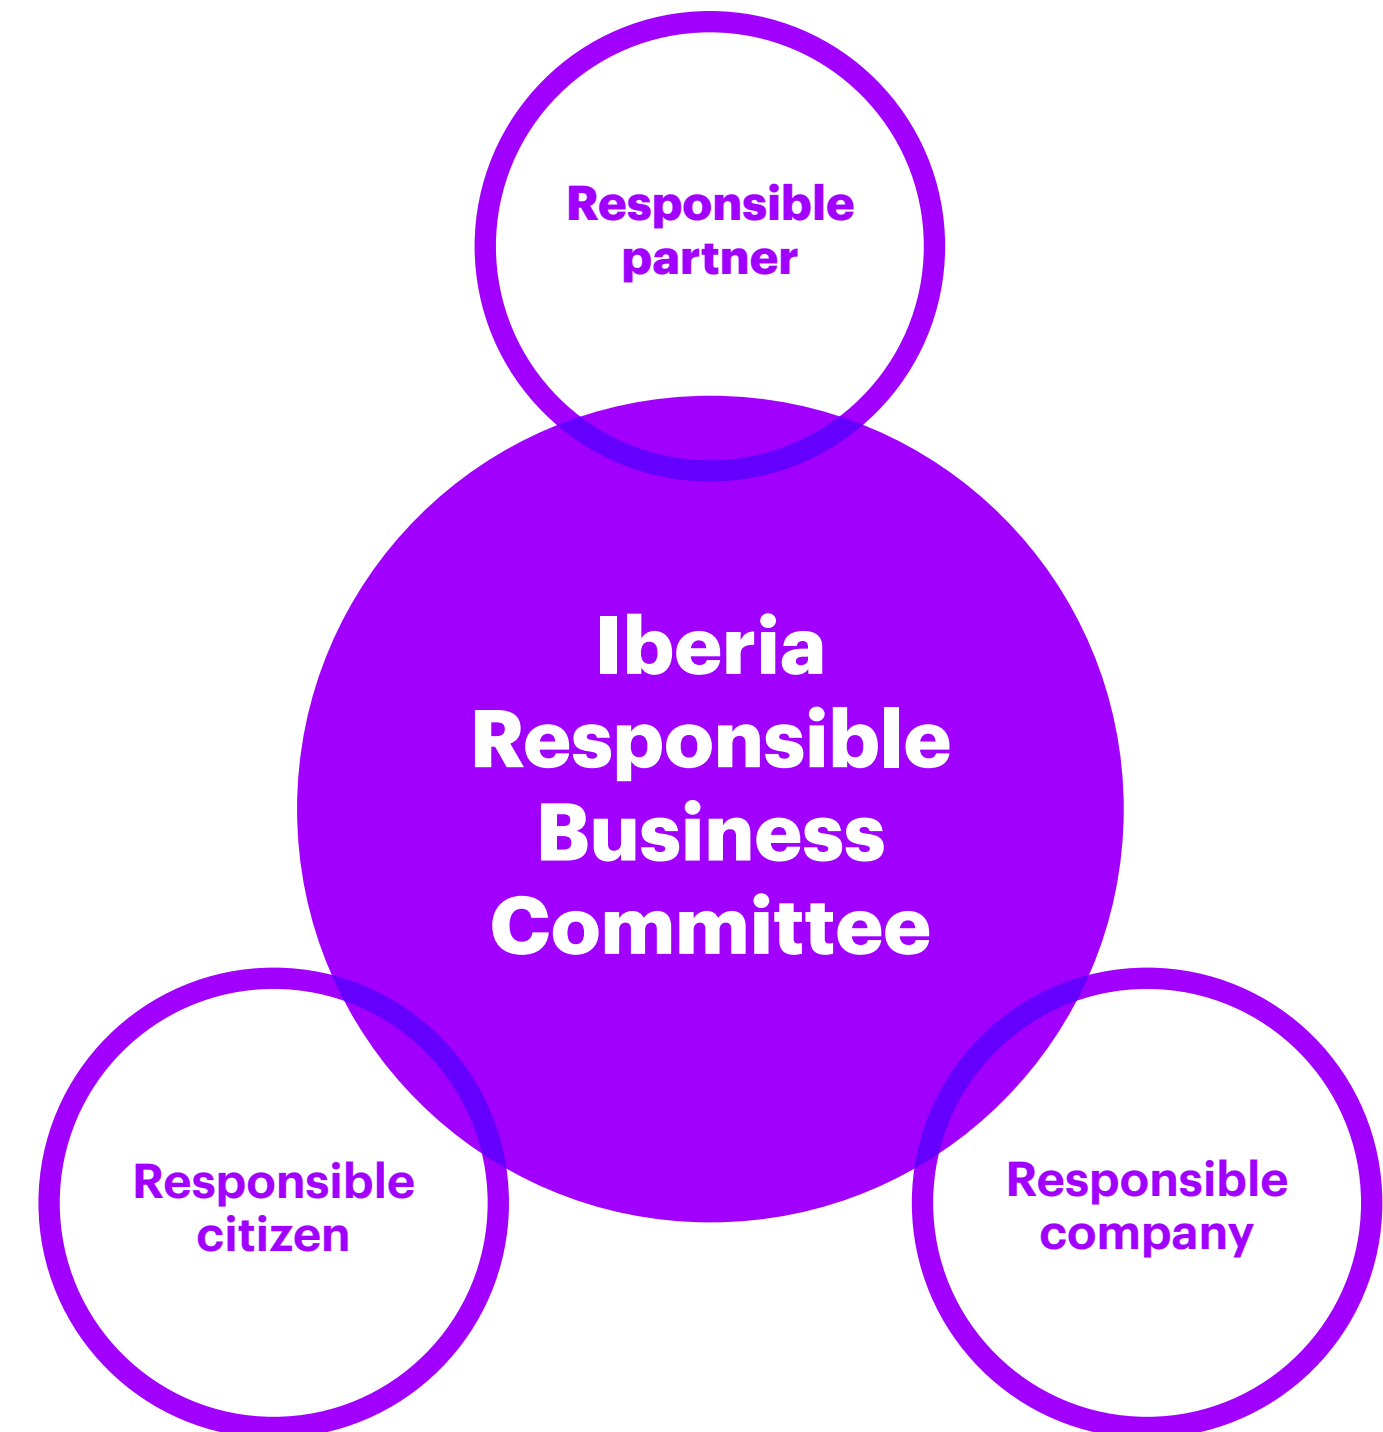 Responsible
partner
Iberia
Responsible
Business
Committee
Responsible
citizen
Responsible
company